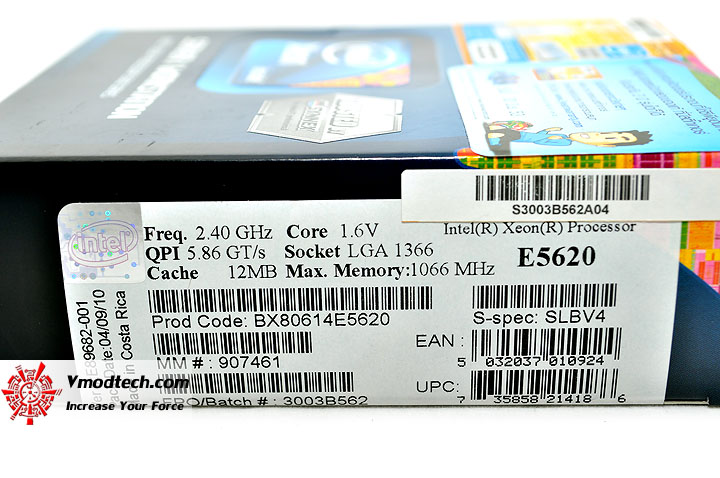 S3003B562A04
intel
Freq. 2.40 GHz Core 1.6V
QPI 5.86 GT/s Socket LGA 1366
Cache 12MB Max. Memory:1066 MHz
Intel(R) Xeon(R) Processor
E5620
Prod Code: BX80614E5620
S-spec: SLBV4
MM # : 907461
EAN :
5 032037 010924
UPC:
7 35858 21418 6
FPO/Batch # : 3003B562
E89682-001
Date:04/09/10
Made in Costa Rica
Vmodtech.com
Increase Your Force